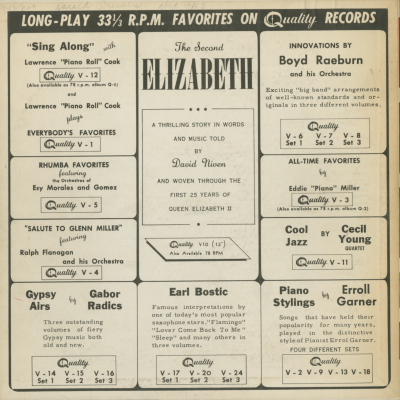 LONG-PLAY 33⅓ R.P.M. FAVORITES ON Quality RECORDS
"Sing Along" with
Lawrence "Piano Roll" Cook
Quality V - 12
(Also available as 78 r.p.m. album Q-5)
and
Lawrence "Piano Roll" Cook
plays
EVERYBODY'S FAVORITES
Quality V - 1
RHUMBA FAVORITES
featuring
the Orchestras of
Esy Morales and Gomez
Quality V - 5
"SALUTE TO GLENN MILLER"
featuring
Ralph Flanagan
and his Orchestra
Quality V - 4
The Second
ELIZABETH
A THRILLING STORY IN WORDS
AND MUSIC TOLD
BY
David Niven
AND WOVEN THROUGH THE
FIRST 25 YEARS OF
QUEEN ELIZABETH II
Quality V10 (12")
Also Available 78 RPM
INNOVATIONS BY
Boyd Raeburn
and his Orchestra
Exciting "big band" arrangements
of well-known standards and or-
iginals in three different volumes.
Quality
V - 6 V - 7 V - 8
Set 1 Set 2 Set 3
ALL-TIME FAVORITES
by
Eddie "Piano" Miller
Quality V - 3
(Also available as 78 r.p.m. album
Cool Jazz BY Cecil Young
QUARTET
Quality V - 11
Gypsy Airs by Gabor Radics
Three outstanding
volumes of fiery
Gypsy music both
old and new.
Quality
V - 14 V - 15 V - 16
Set 1 Set 2 Set 3
Earl Bostic
Famous interpretations by
one of today's most popular
saxophone stars. "Flamingo"
"Lover Come Back To Me"
"Sleep" and many others in
three volumes.
Quality
V - 17 V - 20 V - 24
Set 1 Set 2 Set 3
Piano Stylings by Erroll Garner
Songs that have held their
popularity for many years,
played in the distinctive
style of Pianist Erroll Garner.
FOUR DIFFERENT SETS
Quality
V - 2 V - 9 V - 13 V - 18